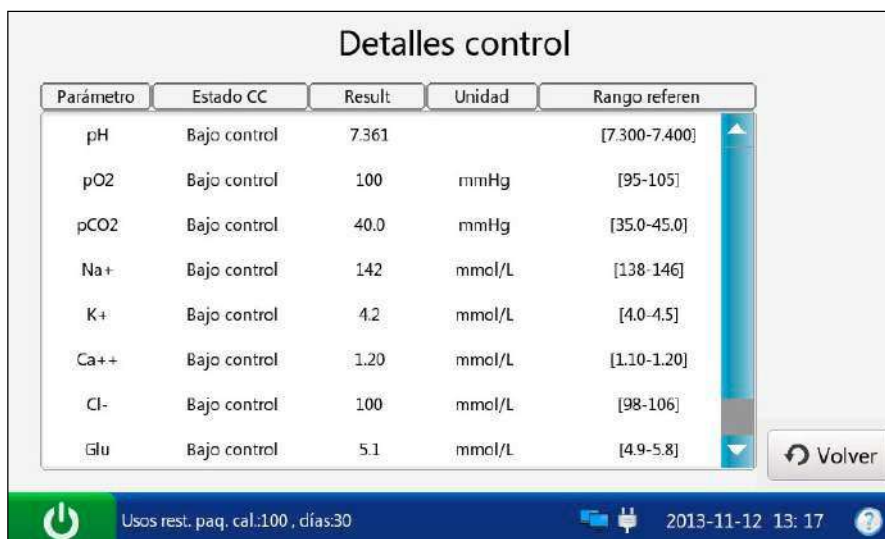 Detalles control
Parámetro Estado CC Result Unidad Rango referen
pH Bajo control 7.361 [7.300-7.400]
pO2 Bajo control 100 mmHg [95-105]
pCO2 Bajo control 40.0 mmHg [35.0-45.0]
Na+ Bajo control 142 mmol/L [138-146]
K+ Bajo control 4.2 mmol/L [4.0-4.5]
Ca++ Bajo control 1.20 mmol/L [1.10-1.20]
Cl- Bajo control 100 mmol/L [98-106]
Glu Bajo control 5.1 mmol/L [4.9-5.8]
Volver
Usos rest. paq. cal.:100 , días:30 2013-11-12 13: 17 ?